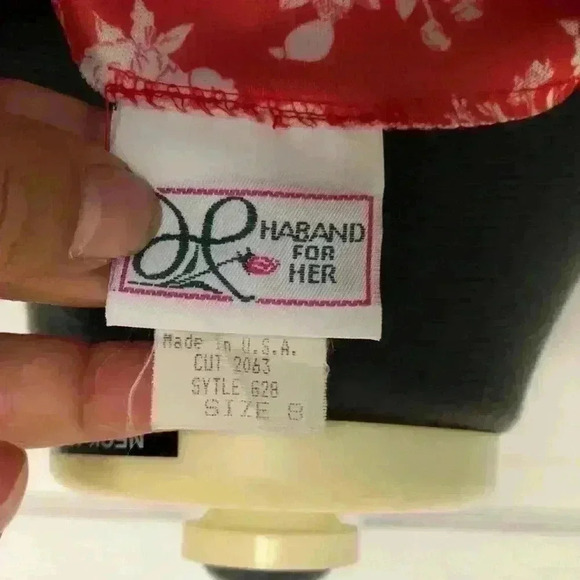 HABAND
FOR
HER
Made in U.S.A.
CUT 2063
SYTLE 628
SIZE 8